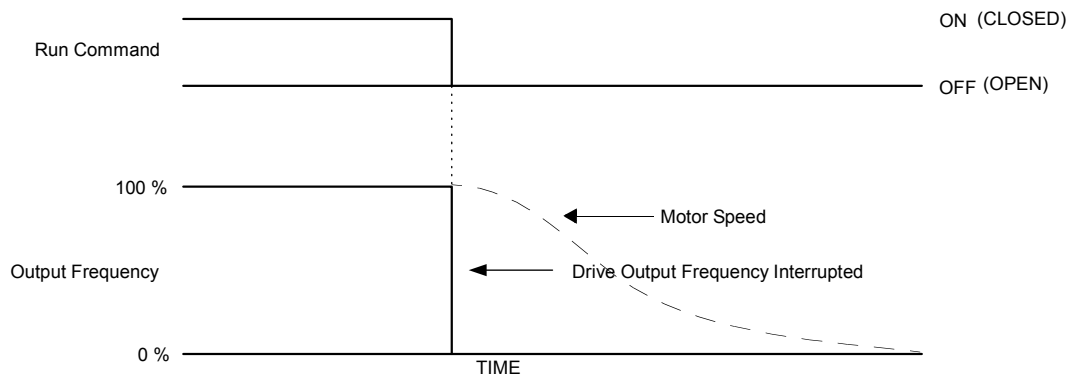 ON (CLOSED)
Run Command
OFF (OPEN)
100 %
Motor Speed
Output Frequency
Drive Output Frequency Interrupted
0 %
TIME